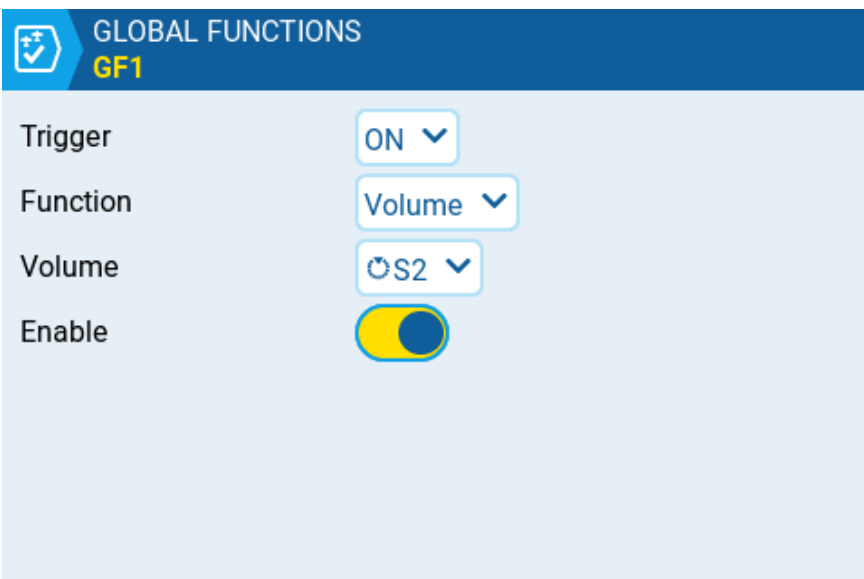 GLOBAL FUNCTIONS
GF1
Trigger ON
Function Volume
Volume S2
Enable